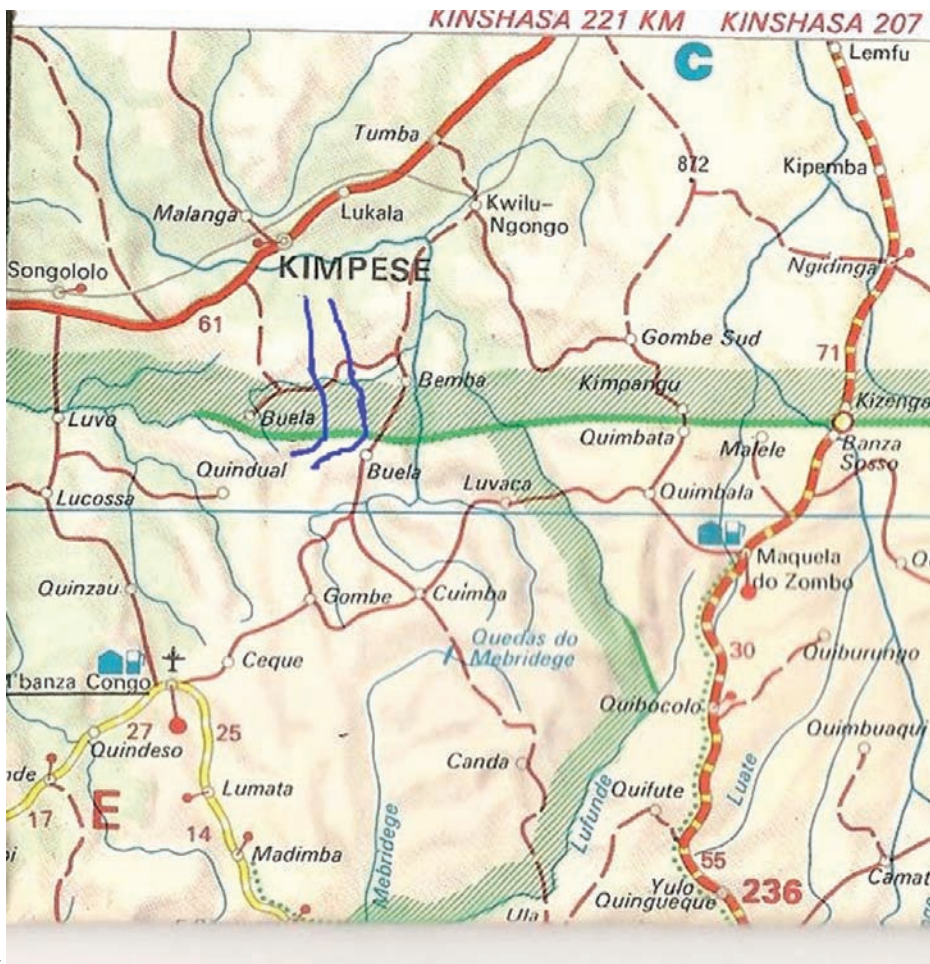 KINSHASA 221 KM KINSHASA 207
C
Lemfu
Tumba
872
Kipemba
Malanga
Lukala
Kwilu-
Ngongo
Songololo
KIMPESE
Ngidinga
61
Gombe Sud
71
Bemba
Kimpangu
Kizenga
Luvo
Buela
Quimbata
Malele
Banza
Sosso
Quindual
Buela
Lucossa
Luvaca
Quimbala
Maquela
do Zombo
Quinzau
Gombe
Cuimba
Quedas do
Mebridege
30
Quiburungo
Ceque
M'banza Congo
Quibocolo
27
25
Quindeso
Quimbuaqui
Canda
nde
Lumata
Quifute
Luate
17
E
14
Mebridege
Lufunde
Madimba
55
Camat
Yulo
Quingueque
236
Ula